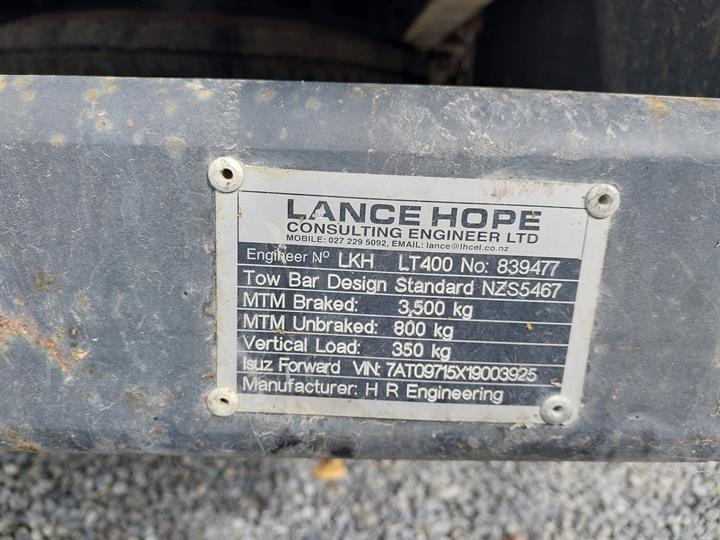 LANCE HOPE
CONSULTING ENGINEER LTD
MOBILE: 027 229 5092, EMAIL: lance@lhcel.co.nz
Engineer Nº LKH LT400 No: 839477
Tow Bar Design Standard NZS5467
MTM Braked: 3,500 kg
MTM Unbraked: 800 kg
Vertical Load: 350 kg
Isuz Forward VIN: 7AT09715X19003925
Manufacturer: H R Engineering